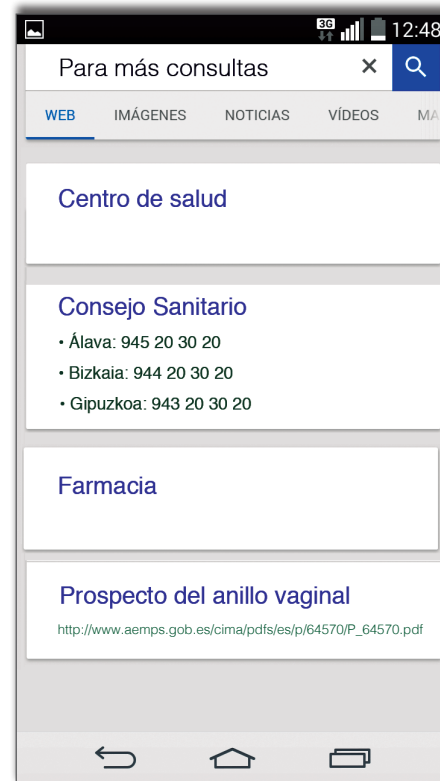 3G 12:48
Para más consultas
WEB IMÁGENES NOTICIAS VÍDEOS MA
Centro de salud
Consejo Sanitario
• Álava: 945 20 30 20
• Bizkaia: 944 20 30 20
• Gipuzkoa: 943 20 30 20
Farmacia
Prospecto del anillo vaginal
http://www.aemps.gob.es/cima/pdfs/es/p/64570/P_64570.pdf